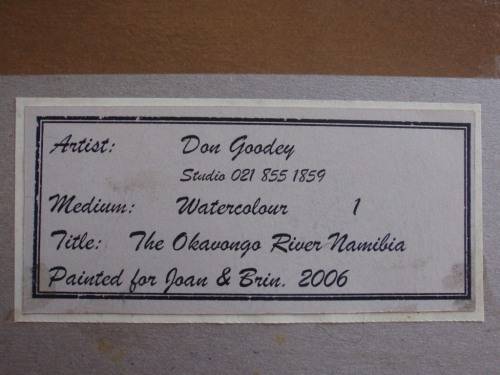 Artist: Don Goodey
Studio 021 855 1859
Medium: Watercolour 1
Title: The Okavongo River Namibia
Painted for Joan & Brin. 2006